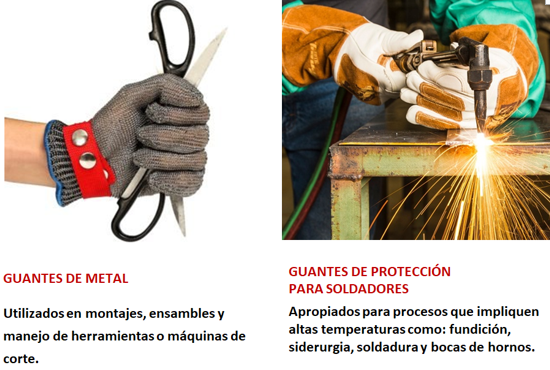 GUANTES DE METAL
Utilizados en montajes, ensambles y
manejo de herramientas o máquinas de
corte.
GUANTES DE PROTECCIÓN
PARA SOLDADORES
Apropiados para procesos que impliquen
altas temperaturas como: fundición,
siderurgia, soldadura y bocas de hornos.